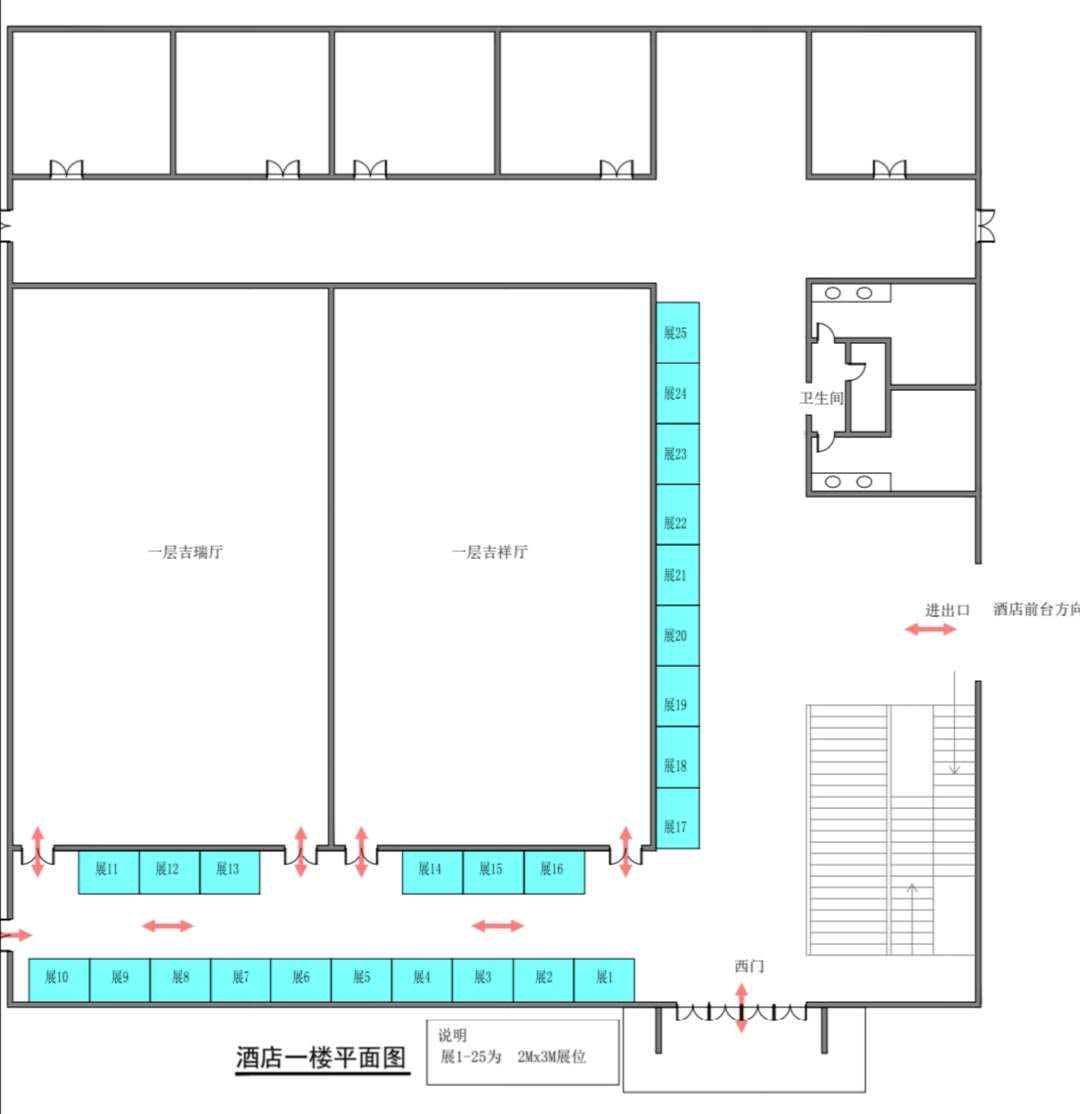 展25
展24
卫生间
展23
展22
一层吉瑞厅
一层吉祥厅
展21
进出口
酒店前台方向
展20
展19
展18
展17
展11
展12
展13
展14
展15
展16
西门
展10
展9
展8
展7
展6
展5
展4
展3
展2
展1
酒店一楼平面图
说明
展1-25为 2Mx3M展位